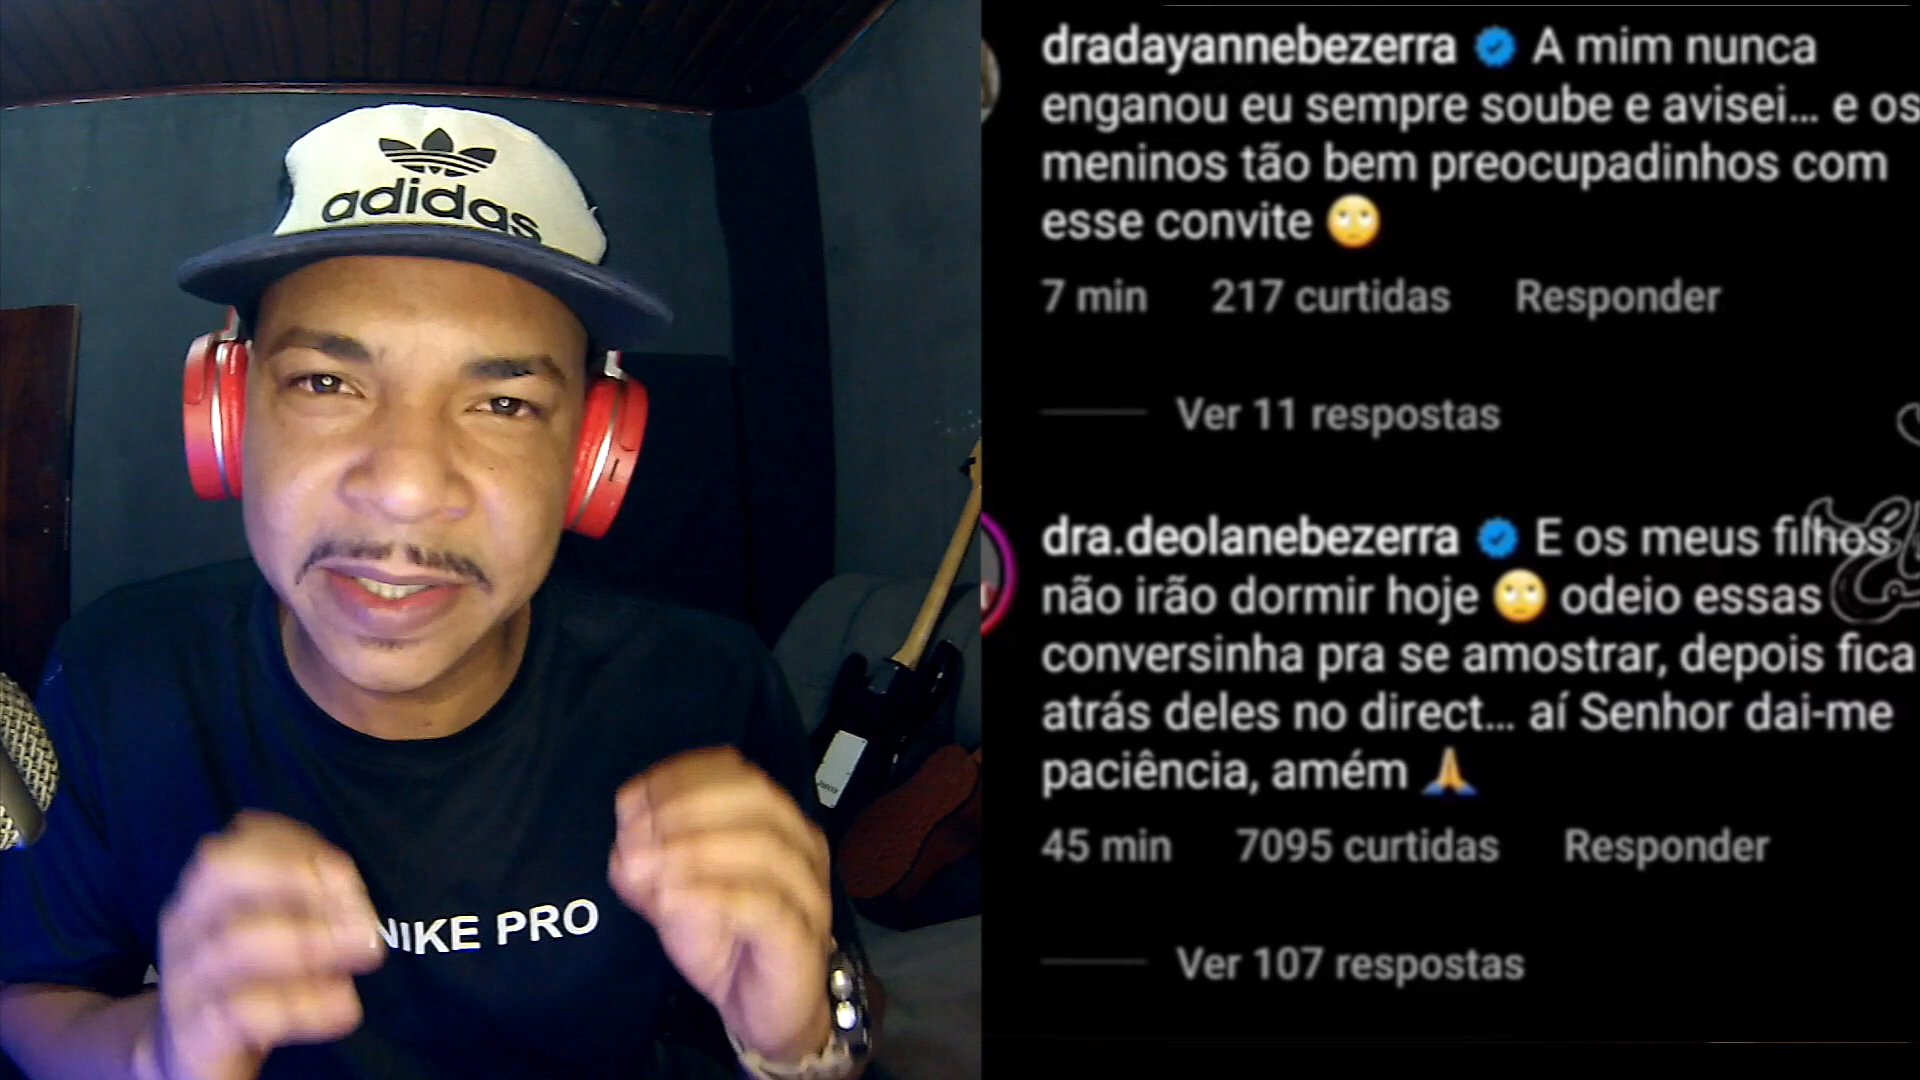 adidas
NIKE PRO
dradayannebezerra A mim nunca
enganou eu sempre soube e avisei... e os
meninos tão bem preocupadinhos com
esse convite 🙄
7 min 217 curtidas Responder
Ver 11 respostas
dra.deolanebezerra E os meus filhos
não irão dormir hoje 🙄 odeio essas
conversinha pra se amostrar, depois fica
atrás deles no direct... aí Senhor dai-me
paciência, amém 🙏
45 min 7095 curtidas Responder
Ver 107 respostas